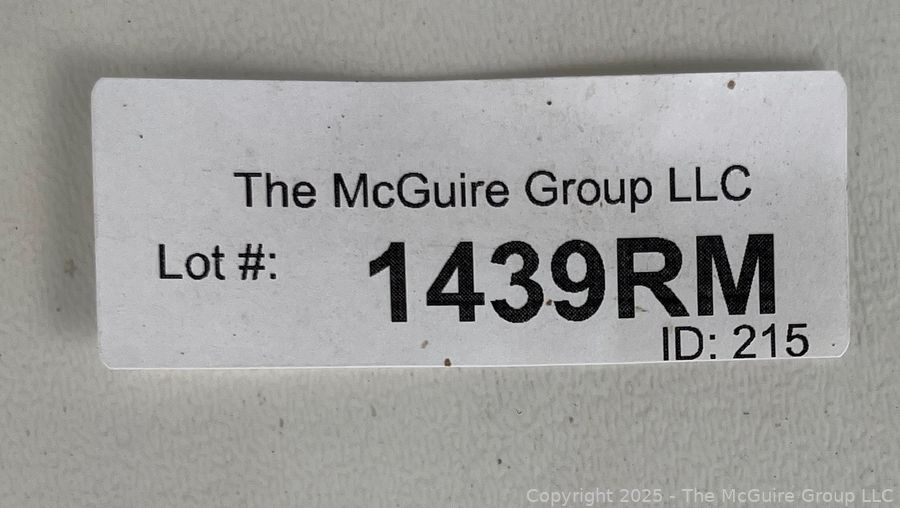 The McGuire Group LLC
Lot #: 1439RM
ID: 215
Copyright 2025 - The McGuire Group LLC